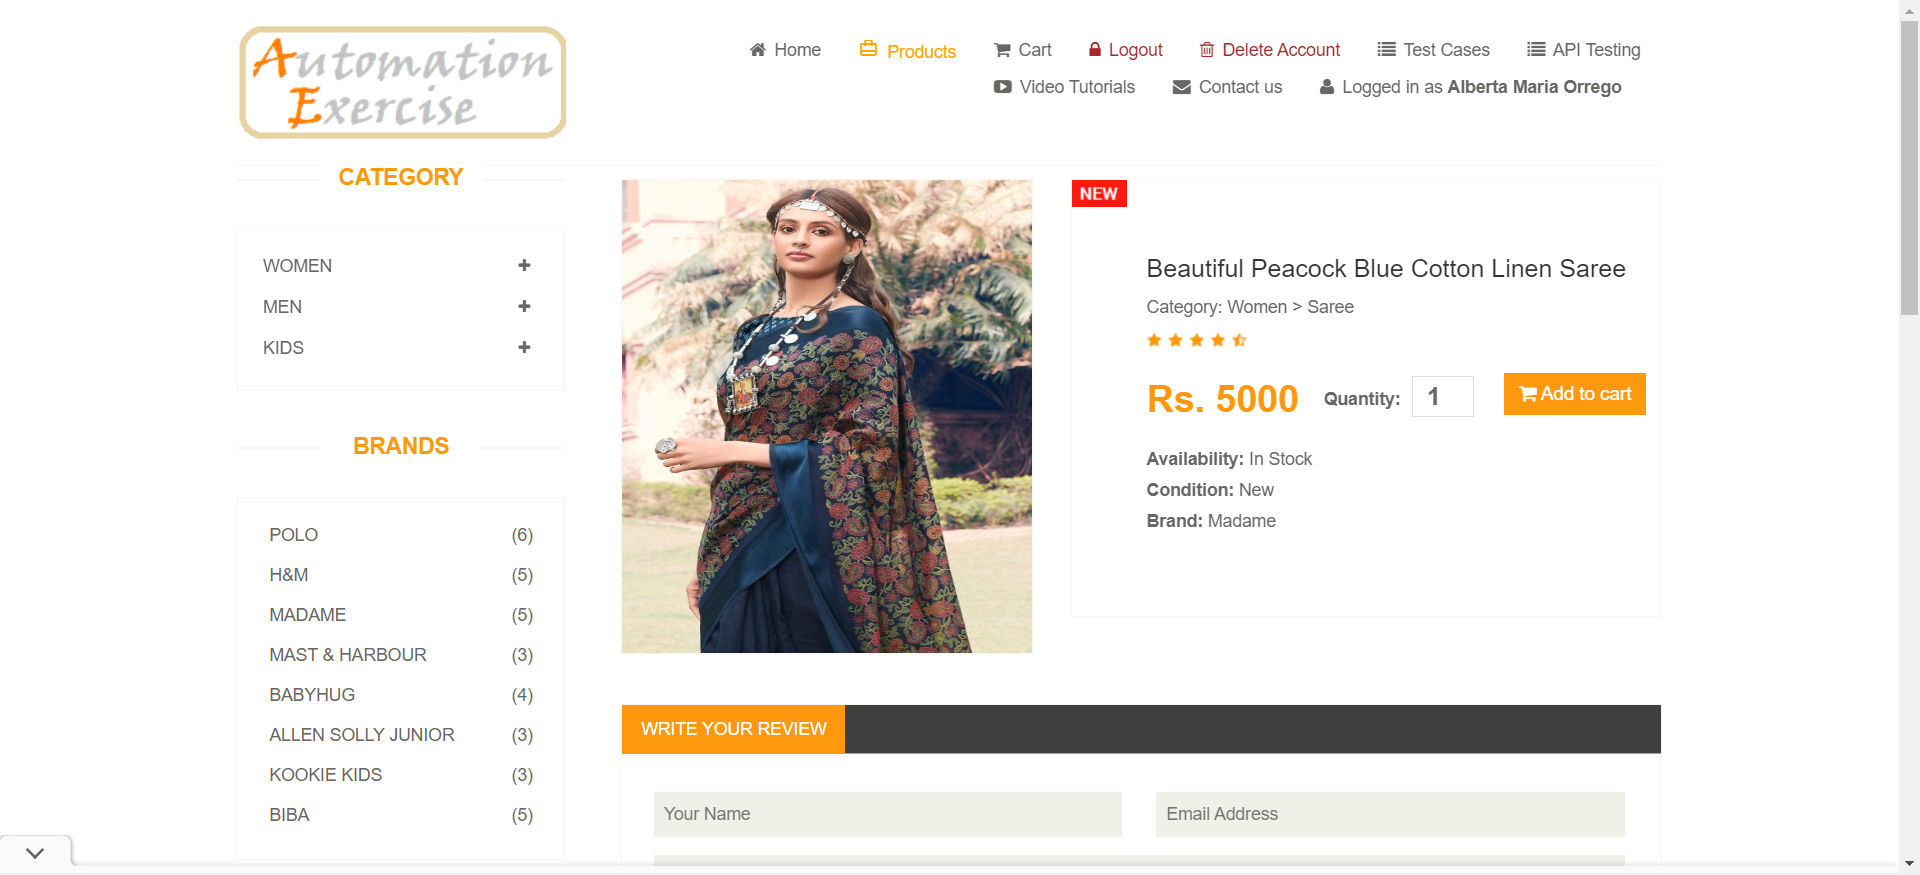 Automation
Exercise
Home
Products
Cart
Logout
Delete Account
Test Cases
API Testing
Video Tutorials
Contact us
Logged in as Alberta Maria Orrego
CATEGORY
WOMEN
MEN
KIDS
BRANDS
POLO (6)
H&M (5)
MADAME (5)
MAST & HARBOUR (3)
BABYHUG (4)
ALLEN SOLLY JUNIOR (3)
KOOKIE KIDS (3)
BIBA (5)
NEW
Beautiful Peacock Blue Cotton Linen Saree
Category: Women > Saree
Rs. 5000 Quantity: 1 Add to cart
Availability: In Stock
Condition: New
Brand: Madame
WRITE YOUR REVIEW
Your Name
Email Address